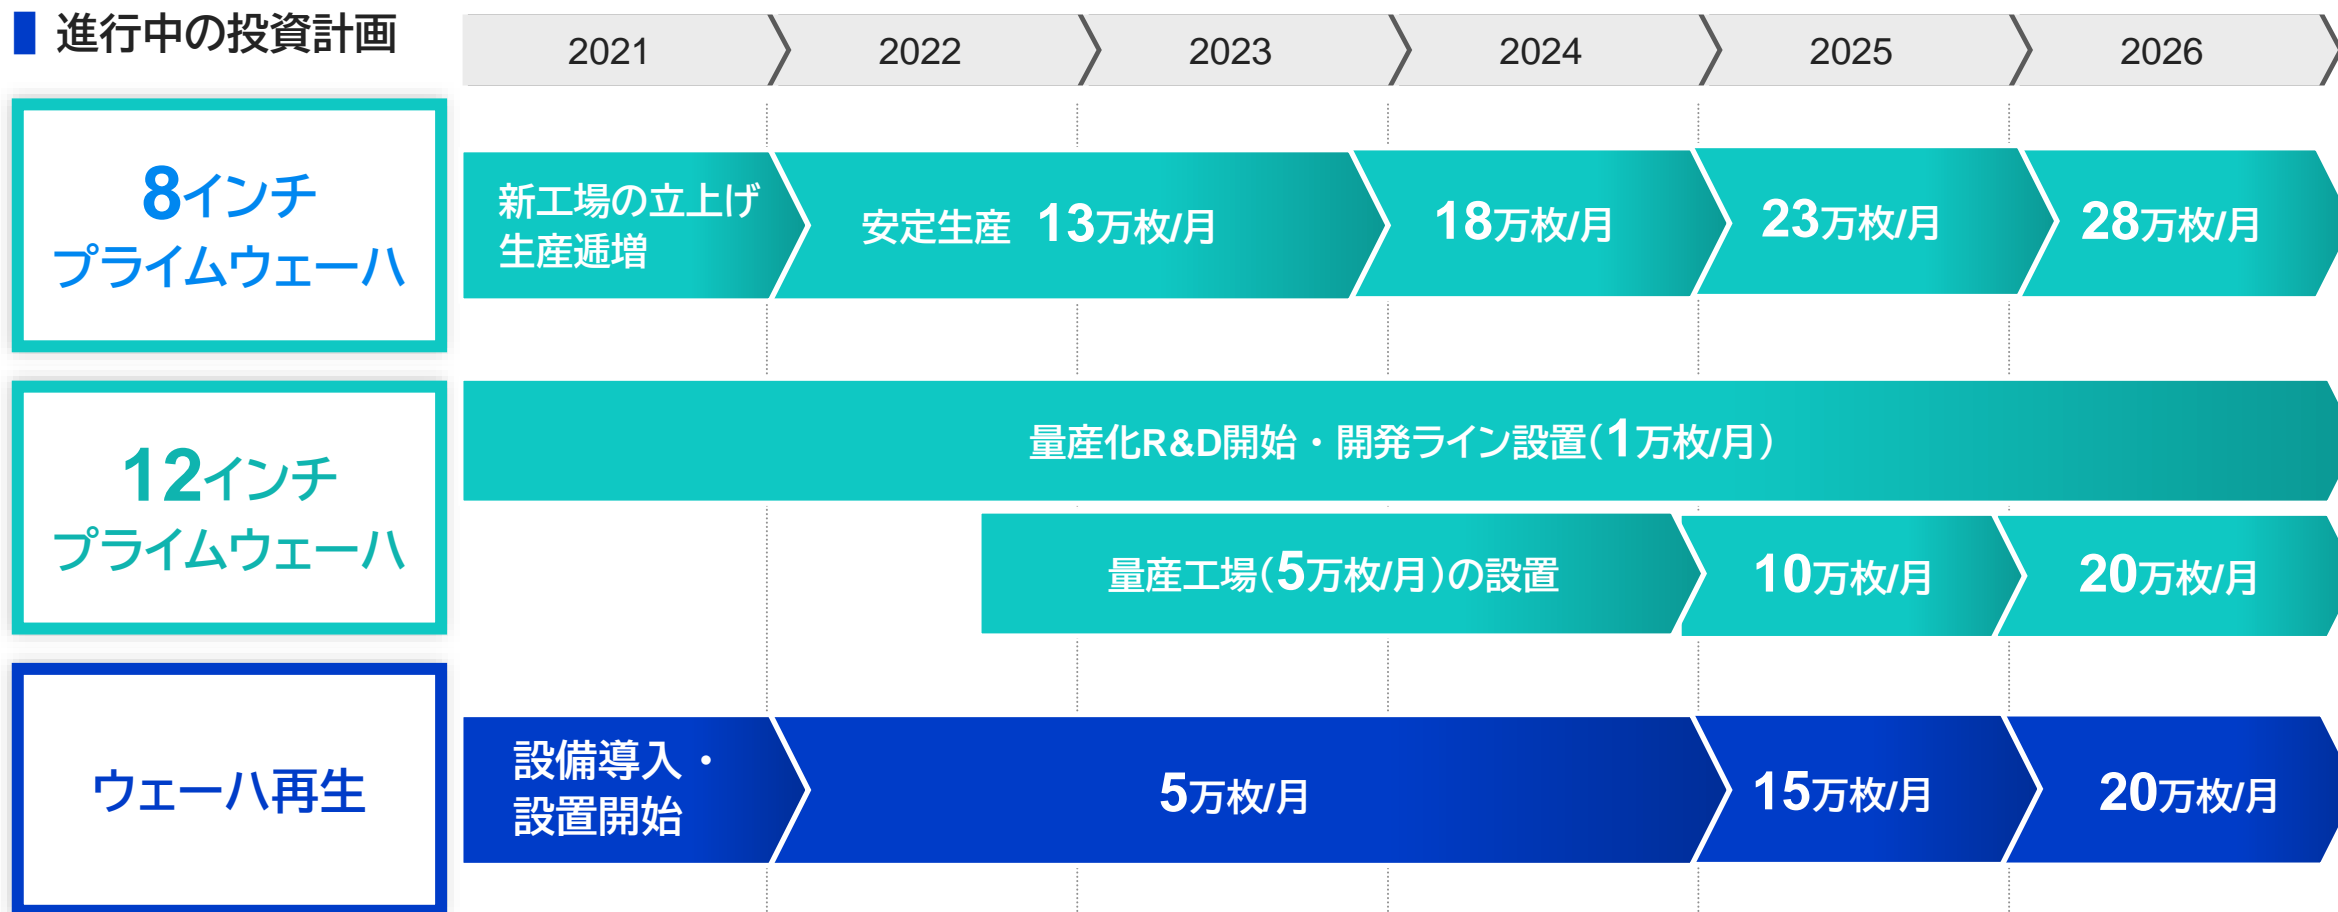 進行中の投資計画
2021
2022
2023
2024
2025
2026
8インチ
プライムウェーハ
新工場の立上げ
生産逓増
安定生産 13万枚/月
18万枚/月
23万枚/月
28万枚/月
12インチ
プライムウェーハ
量産化R&D開始・開発ライン設置(1万枚/月)
量産工場(5万枚/月)の設置
10万枚/月
20万枚/月
ウェーハ再生
設備導入・
設置開始
5万枚/月
15万枚/月
20万枚/月